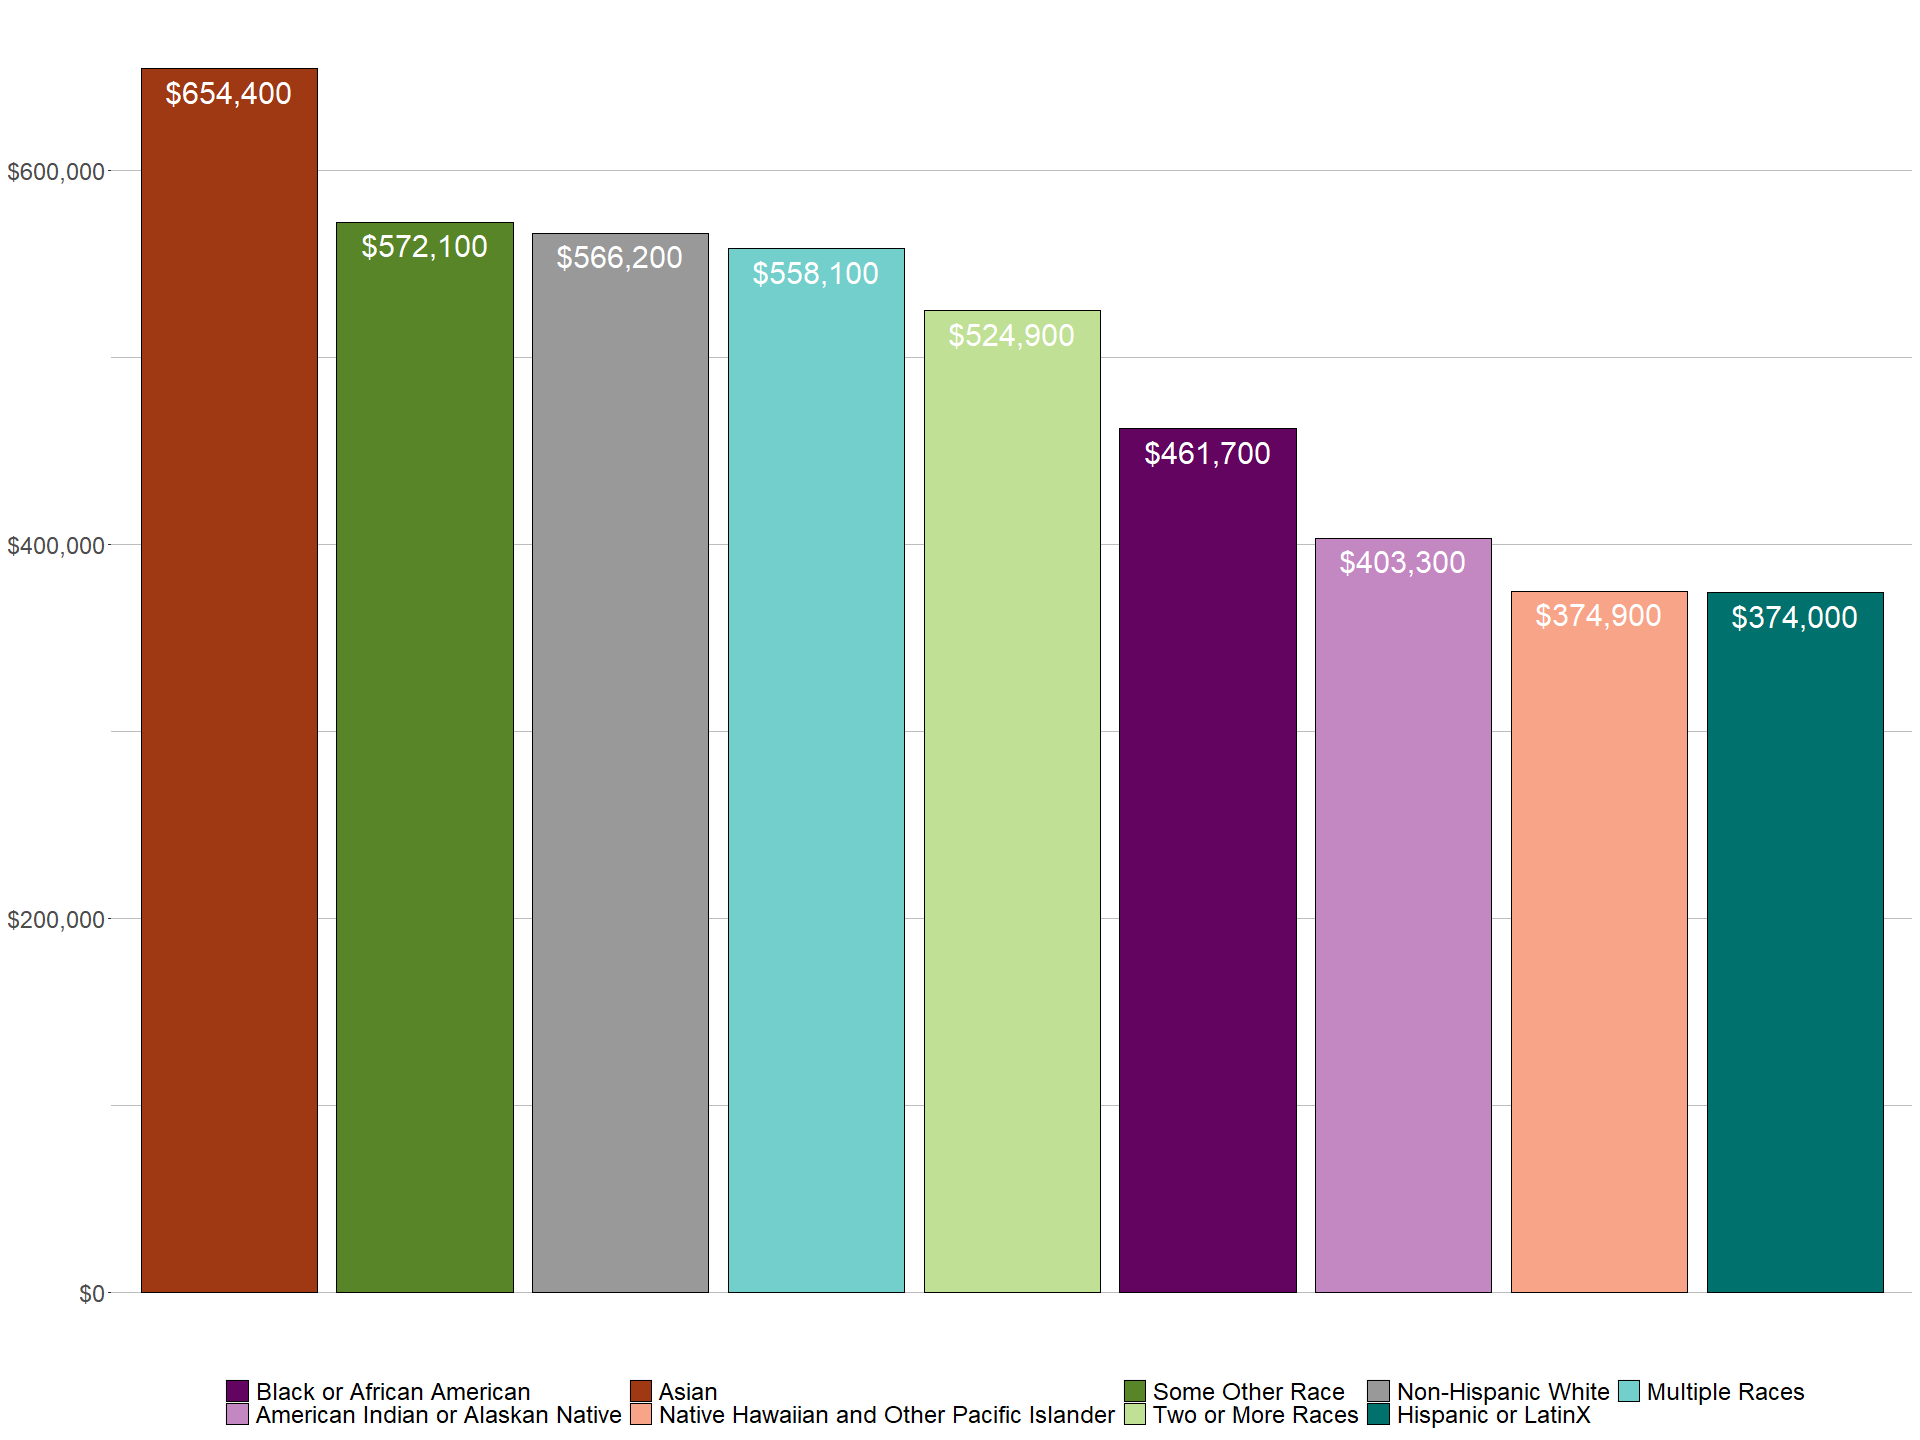 $654,400
$600,000
$572,100
$566,200
$558,100
$524,900
$461,700
$400,000
$403,300
$374,900
$374,000
$200,000
$0
Black or African American
Asian
Some Other Race
Non-Hispanic White
Multiple Races
American Indian or Alaskan Native
Native Hawaiian and Other Pacific Islander
Two or More Races
Hispanic or LatinX